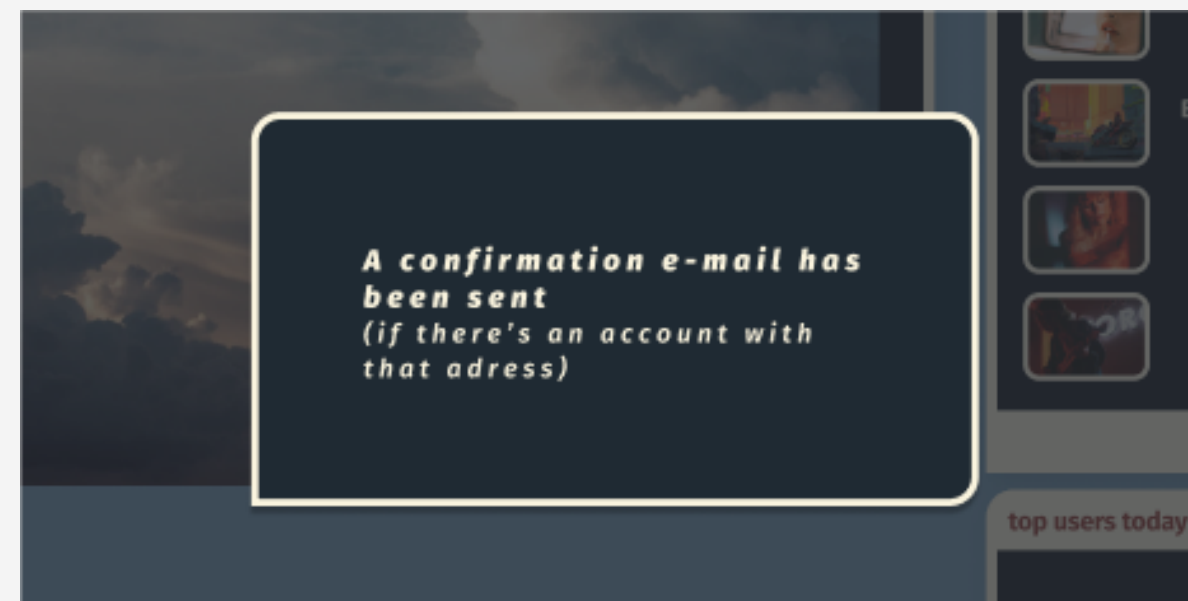 A confirmation e-mail has
been sent
(if there's an account with
that adress)
top users today